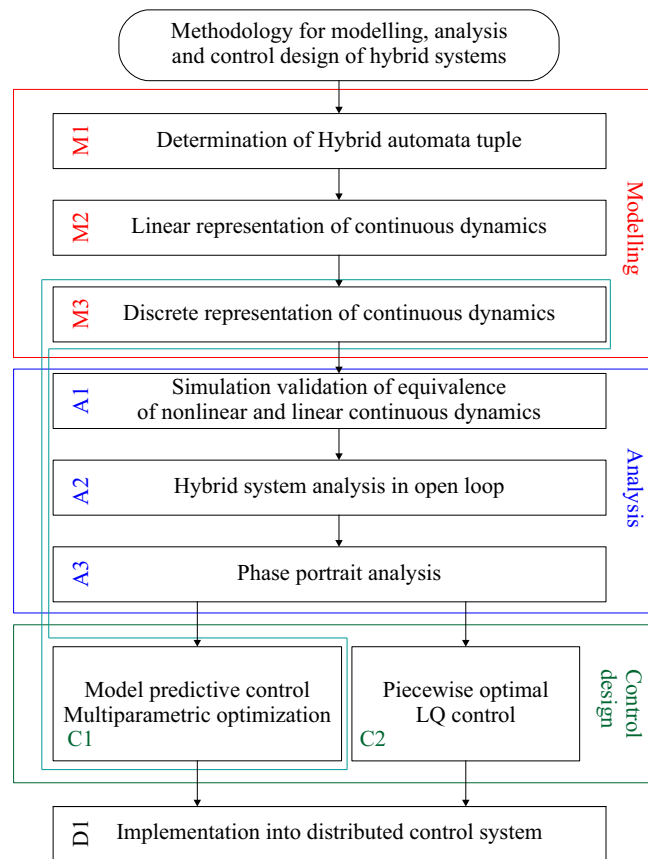 Methodology for modelling, analysis
and control design of hybrid systems
M1
Determination of Hybrid automata tuple
M2
Linear representation of continuous dynamics
M3
Discrete representation of continuous dynamics
Modelling
A1
Simulation validation of equivalence
of nonlinear and linear continuous dynamics
A2
Hybrid system analysis in open loop
A3
Phase portrait analysis
Analysis
Model predictive control
Multiparametric optimization
C1
Piecewise optimal
LQ control
C2
Control
design
D1
Implementation into distributed control system